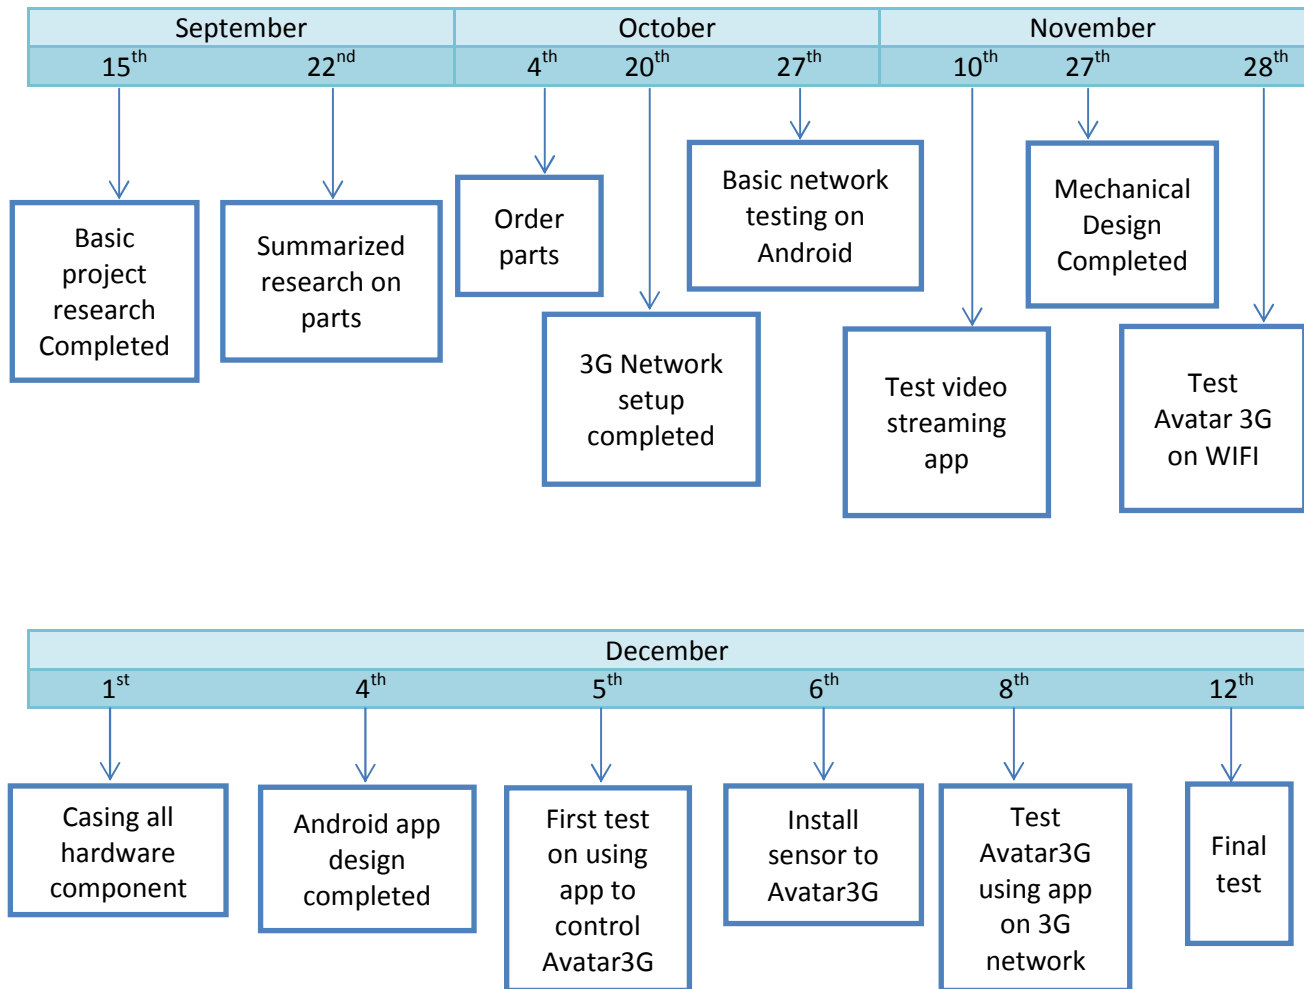 September October November
15th 22nd 4th 20th 27th 10th 27th 28th
Basic
project
research
Completed
Summarized
research on
parts
Order
parts
3G Network
setup
completed
Basic network
testing on
Android
Test video
streaming
app
Mechanical
Design
Completed
Test
Avatar 3G
on WIFI
December
1st 4th 5th 6th 8th 12th
Casing all
hardware
component
Android app
design
completed
First test
on using
app to
control
Avatar3G
Install
sensor to
Avatar3G
Test
Avatar3G
using app
on 3G
network
Final
test